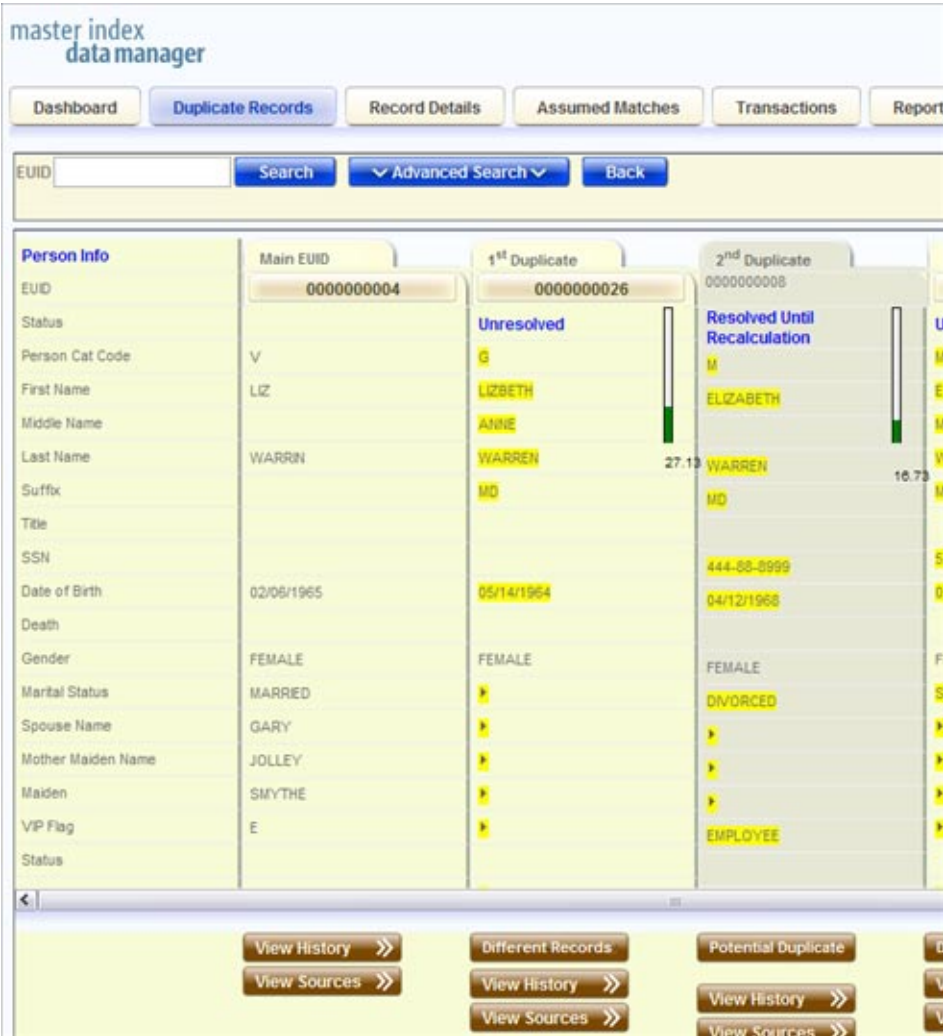 master index
data manager
Dashboard Duplicate Records Record Details Assumed Matches Transactions Report
EUID Search Advanced Search Back
Person Info Main EUID 1st Duplicate 2nd Duplicate
EUID 0000000004 0000000026 0000000008
Status Unresolved Resolved Until Recalculation
Person Cat Code V G M
First Name LIZ LIZBETH ELIZABETH
Middle Name ANNE
Last Name WARRIN WARREN 27.13 WARREN 16.73
Suffix MD MD
Title
SSN 444-88-8999
Date of Birth 02/06/1965 05/14/1964 04/12/1968
Death
Gender FEMALE FEMALE FEMALE
Marital Status MARRIED DIVORCED
Spouse Name GARY
Mother Maiden Name JOLLEY
Maiden SMYTHE
VIP Flag E EMPLOYEE
Status
View History Different Records Potential Duplicate
View Sources View History View History
View Sources View Sources